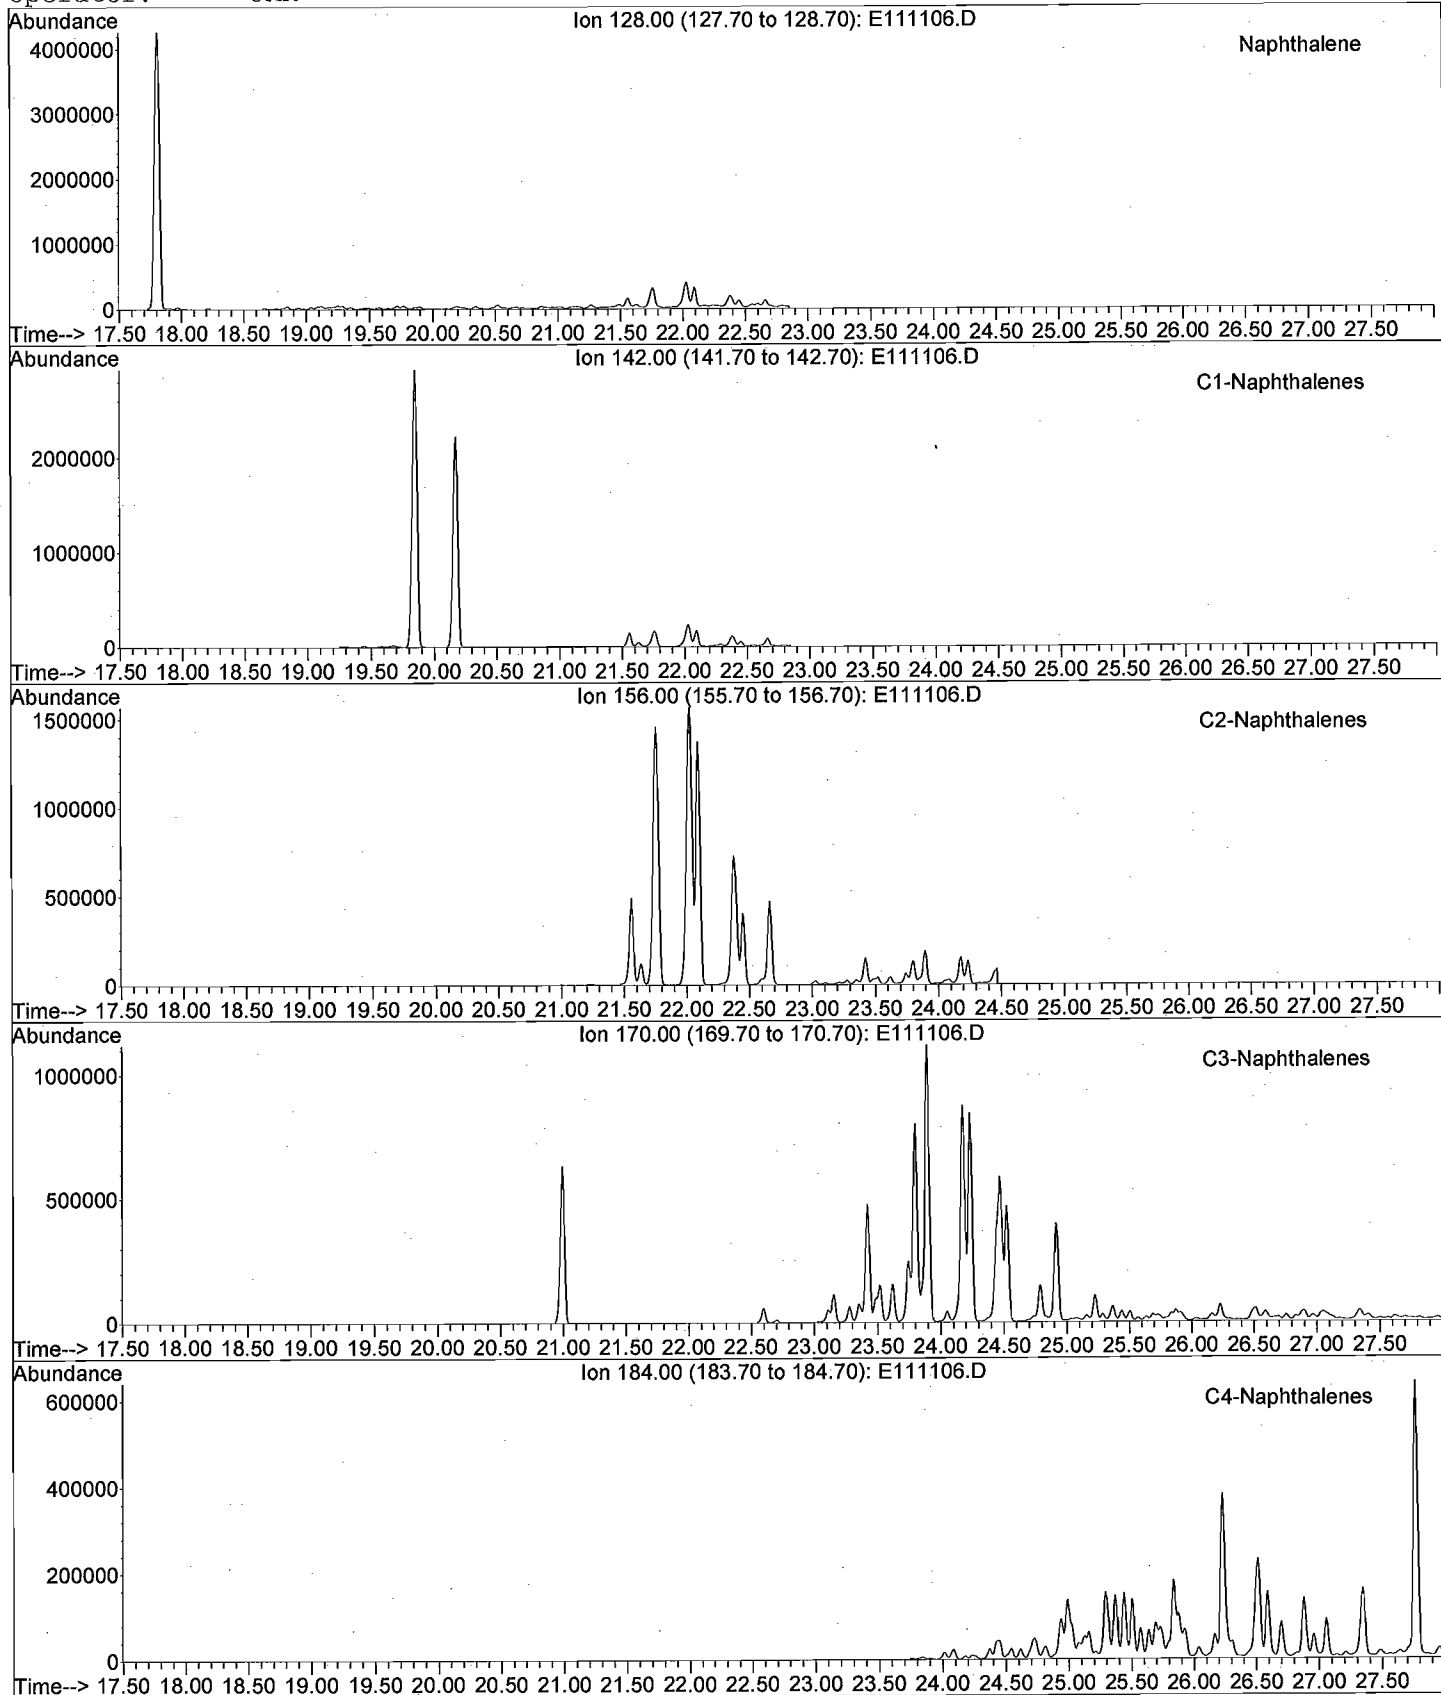 Abundance
Ion 128.00 (127.70 to 128.70): E111106.D
Naphthalene
4000000
3000000
2000000
1000000
0
Time--> 17.50 18.00 18.50 19.00 19.50 20.00 20.50 21.00 21.50 22.00 22.50 23.00 23.50 24.00 24.50 25.00 25.50 26.00 26.50 27.00 27.50
Abundance
Ion 142.00 (141.70 to 142.70): E111106.D
C1-Naphthalenes
2000000
1000000
0
Time--> 17.50 18.00 18.50 19.00 19.50 20.00 20.50 21.00 21.50 22.00 22.50 23.00 23.50 24.00 24.50 25.00 25.50 26.00 26.50 27.00 27.50
Abundance
Ion 156.00 (155.70 to 156.70): E111106.D
C2-Naphthalenes
1500000
1000000
500000
0
Time--> 17.50 18.00 18.50 19.00 19.50 20.00 20.50 21.00 21.50 22.00 22.50 23.00 23.50 24.00 24.50 25.00 25.50 26.00 26.50 27.00 27.50
Abundance
Ion 170.00 (169.70 to 170.70): E111106.D
C3-Naphthalenes
1000000
500000
0
Time--> 17.50 18.00 18.50 19.00 19.50 20.00 20.50 21.00 21.50 22.00 22.50 23.00 23.50 24.00 24.50 25.00 25.50 26.00 26.50 27.00 27.50
Abundance
Ion 184.00 (183.70 to 184.70): E111106.D
C4-Naphthalenes
600000
400000
200000
0
Time--> 17.50 18.00 18.50 19.00 19.50 20.00 20.50 21.00 21.50 22.00 22.50 23.00 23.50 24.00 24.50 25.00 25.50 26.00 26.50 27.00 27.50